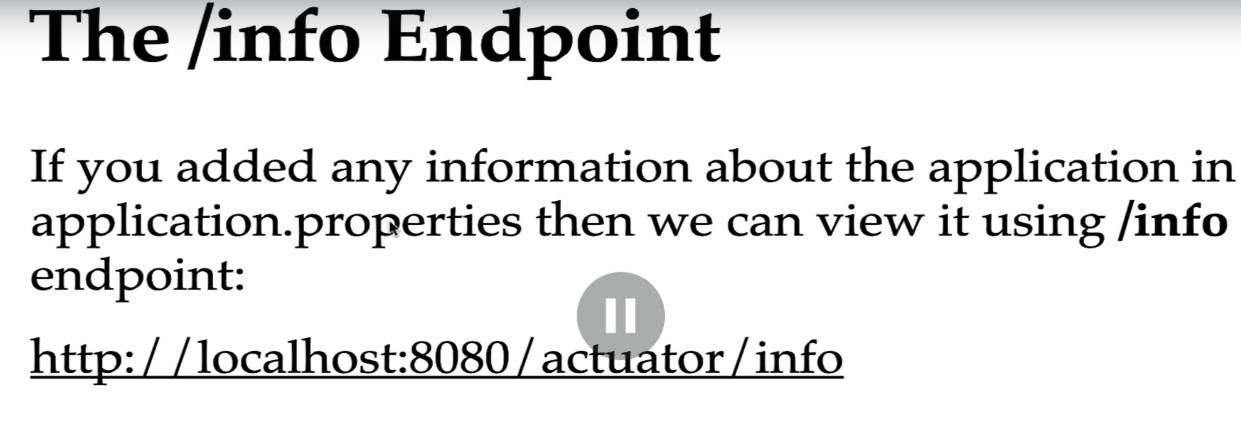 The /info Endpoint
If you added any information about the application in
application.properties then we can view it using /info
endpoint:
http://localhost:8080/actuator/info